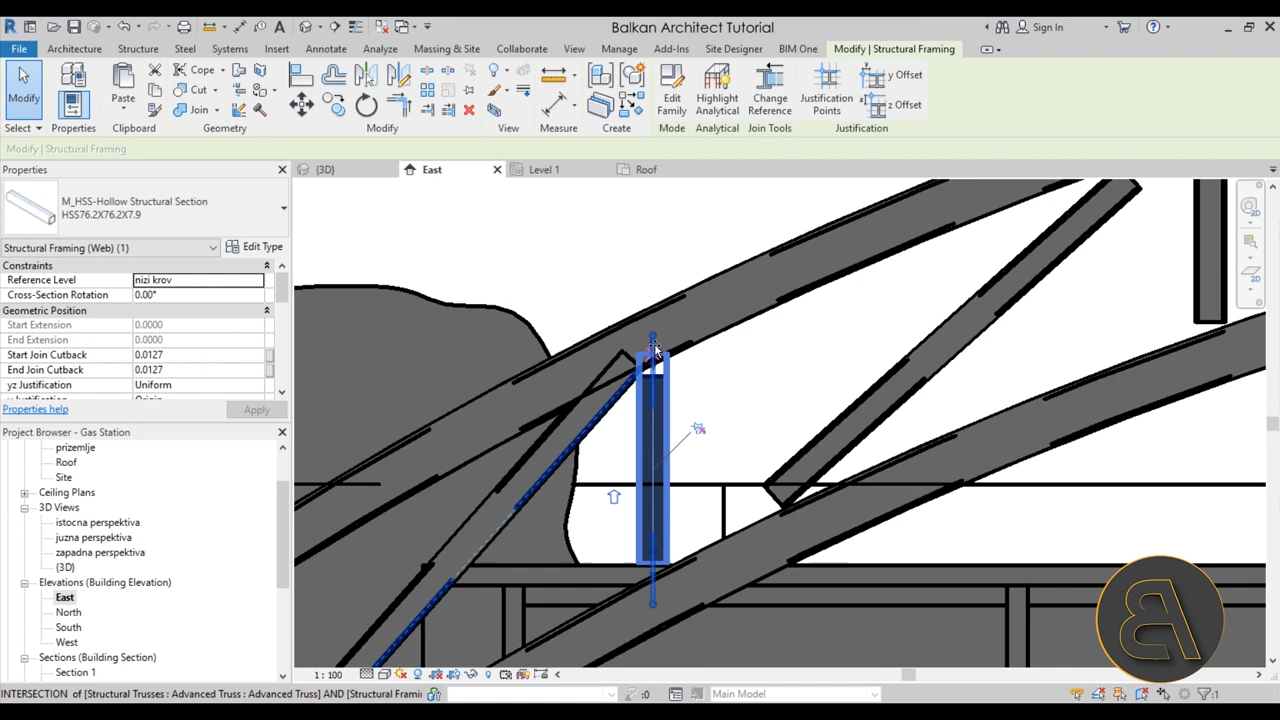 Balkan Architect Tutorial
Sign In
File Architecture Structure Steel Systems Insert Annotate Analyze Massing & Site Collaborate View Manage Add-Ins Site Designer BIM One Modify | Structural Framing
Modify
Properties
Paste
Cope
Cut
Join
Edit Family
Highlight Analytical
Change Reference
Justification Points
y Offset
z Offset
Select Properties Clipboard Geometry Modify View Measure Create Mode Analytical Join Tools Justification
Modify | Structural Framing
Properties
{3D} East Level 1 Roof
M_HSS-Hollow Structural Section
HSS76.2X76.2X7.9
Structural Framing (Web) (1) Edit Type
Constraints
Reference Level nizi krov
Cross-Section Rotation 0.00°
Geometric Position
Start Extension 0.0000
End Extension 0.0000
Start Join Cutback 0.0127
End Join Cutback 0.0127
yz Justification Uniform
Properties help Apply
Project Browser - Gas Station
prizemlje
Roof
Site
Ceiling Plans
3D Views
istocna perspektiva
juzna perspektiva
zapadna perspektiva
{3D}
Elevations (Building Elevation)
East
North
South
West
Sections (Building Section)
Section 1
1 : 100
INTERSECTION of [Structural Trusses : Advanced Truss : Advanced Truss] AND [Structural Frami
:0
Main Model
:1